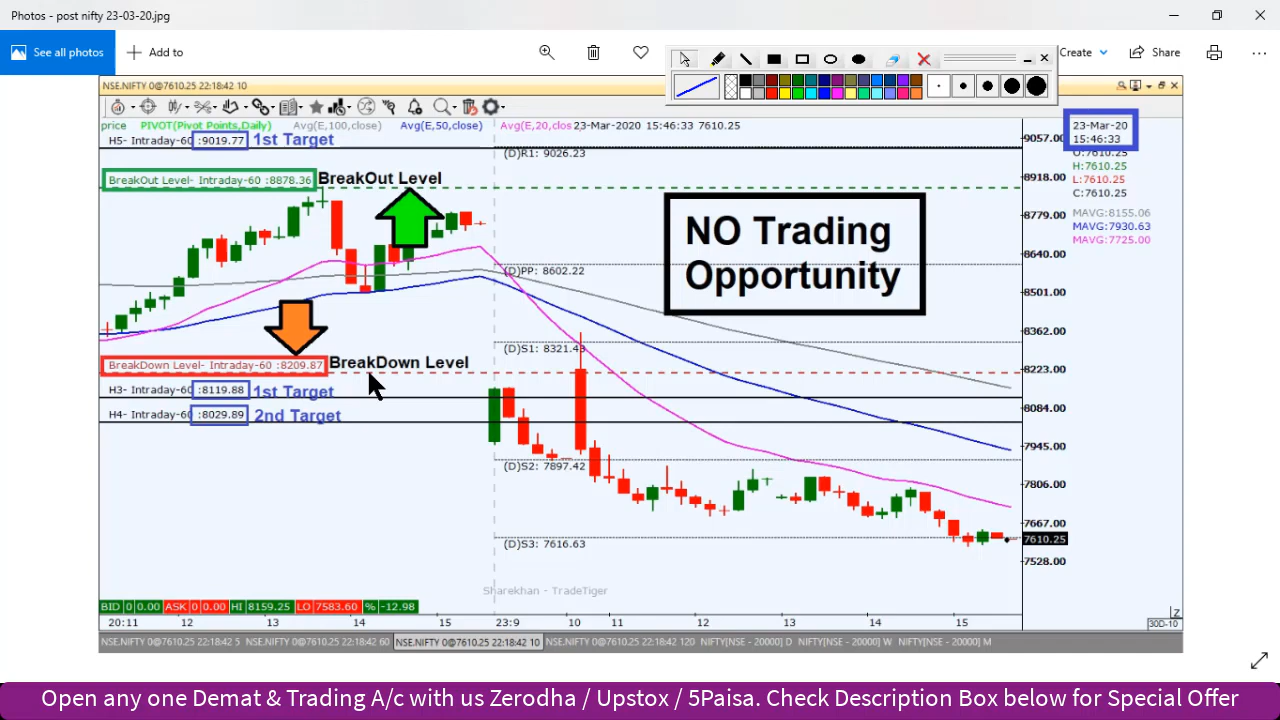 Photos - post nifty 23-03-20.jpg
See all photos
Add to
Create
Share
NSE.NIFTY 0@7610.25 22:18:42 10
price PIVOT(Pivot Points,Daily) Avg(E,100,close) Avg(E,50,close) Avg(E,20,clos 23-Mar-2020 15:46:33 7610.25
H5- Intraday-60 :9019.77 1st Target
(D)R1: 9026.23
BreakOut Level- Intraday-60 :8878.36 BreakOut Level
NO Trading
Opportunity
(D)PP: 8602.22
(D)S1: 8321.43
BreakDown Level- Intraday-60 :8209.87 BreakDown Level
H3- Intraday-60 :8119.88 1st Target
H4- Intraday-60 :8029.89 2nd Target
(D)S2: 7897.42
(D)S3: 7616.63
Sharekhan - TradeTiger
9057.00
8918.00
8779.00
8640.00
8501.00
8362.00
8223.00
8084.00
7945.00
7806.00
7667.00
7610.25
7528.00
23-Mar-20
15:46:33
O:7610.25
H:7610.25
L:7610.25
C:7610.25
MAVG:8155.06
MAVG:7930.63
MAVG:7725.00
BID 0 0.00 ASK 0 0.00 HI 8159.25 LO 7583.60 % -12.98
20:11 12 13 14 15 23:9 10 11 12 13 14 15
Z
30D-10
NSE.NIFTY 0@7610.25 22:18:42 5 NSE.NIFTY 0@7610.25 22:18:42 60 NSE.NIFTY 0@7610.25 22:18:42 10 NSE.NIFTY 0@7610.25 22:18:42 120 NIFTY[NSE - 20000] D NIFTY[NSE - 20000] W NIFTY[NSE - 20000] M
Open any one Demat & Trading A/c with us Zerodha / Upstox / 5Paisa. Check Description Box below for Special Offer